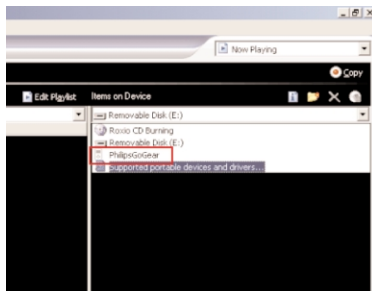 Now Playing
Copy
Edit Playlist
Items on Device
Removable Disk (E:)
Roxio CD Burning
Removable Disk (E:)
PhilipsGoGear
Supported portable devices and drivers...